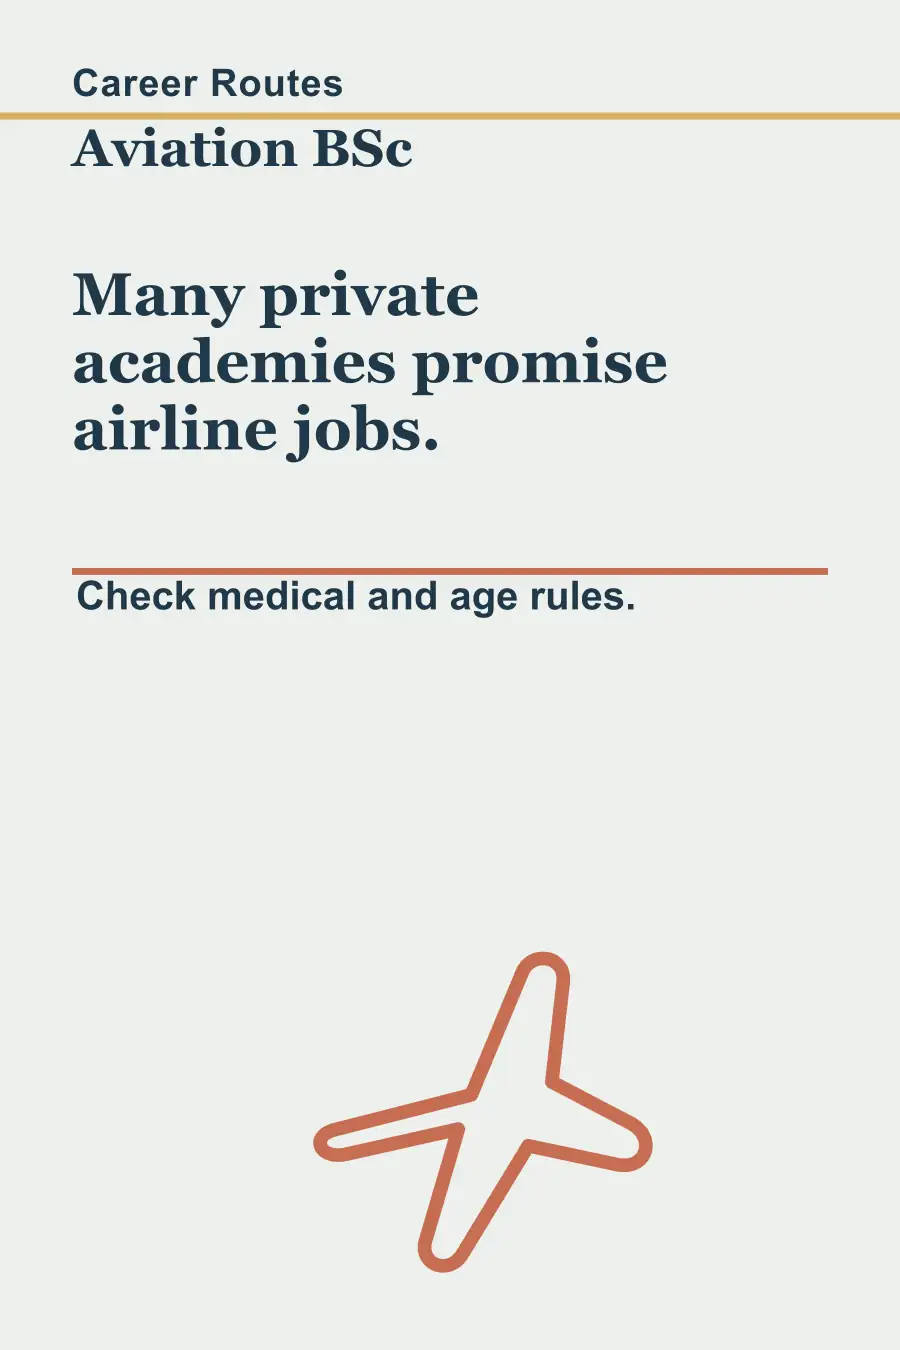 Career Routes
Aviation BSc
Many private
academies promise
airline jobs.
Check medical and age rules.